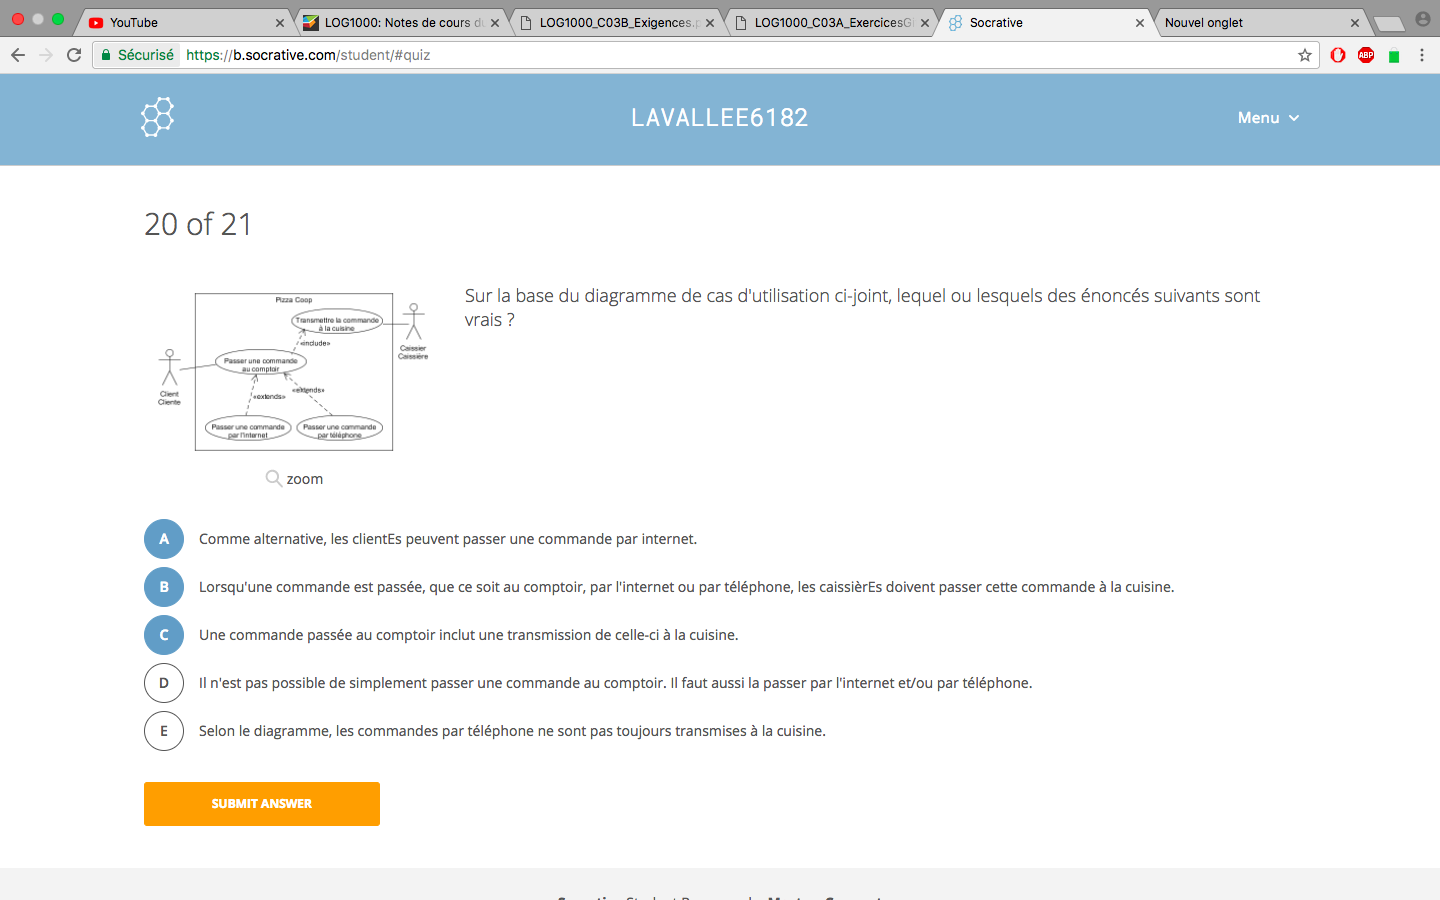 YouTube
LOG1000: Notes de cours du
LOG1000_C03B_Exigences.p
LOG1000_C03A_ExercicesGi
Socrative
Nouvel onglet
Sécurisé
https://b.socrative.com/student/#quiz
ABP
LAVALLEE6182
Menu
20 of 21
Pizza Coop
Transmettre la commande
à la cuisine
Caissier
Caissière
«include»
Passer une commande
au comptoir
Client
Cliente
«extends»
«extends»
Passer une commande
par l'internet
Passer une commande
par téléphone
zoom
Sur la base du diagramme de cas d'utilisation ci-joint, lequel ou lesquels des énoncés suivants sont
vrais ?
A Comme alternative, les clientEs peuvent passer une commande par internet.
B Lorsqu'une commande est passée, que ce soit au comptoir, par l'internet ou par téléphone, les caissièrEs doivent passer cette commande à la cuisine.
C Une commande passée au comptoir inclut une transmission de celle-ci à la cuisine.
D Il n'est pas possible de simplement passer une commande au comptoir. Il faut aussi la passer par l'internet et/ou par téléphone.
E Selon le diagramme, les commandes par téléphone ne sont pas toujours transmises à la cuisine.
SUBMIT ANSWER